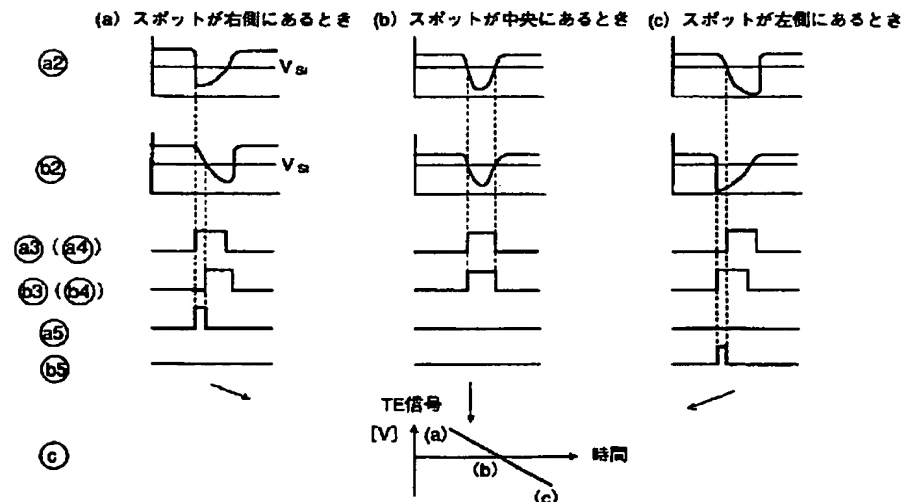 (a) スポットが右側にあるとき (b) スポットが中央にあるとき (c) スポットが左側にあるとき
a2 VSl
b2 VSl
a3 (a4)
b3 (b4)
a5
b5
TE信号
c [V] (a) (b) (c) 時間